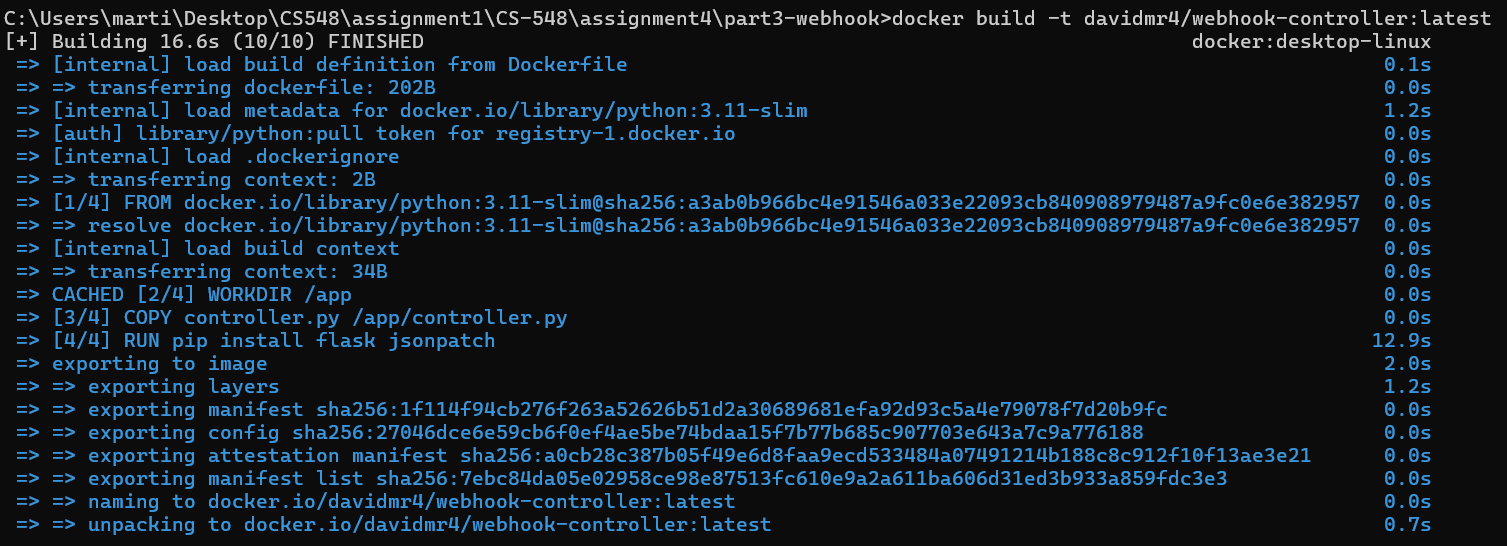 C:\Users\marti\Desktop\CS548\assignment1\CS-548\assignment4\part3-webhook>docker build -t davidmr4/webhook-controller:latest
[+] Building 16.6s (10/10) FINISHED docker:desktop-linux
=> [internal] load build definition from Dockerfile 0.1s
=> => transferring dockerfile: 202B 0.0s
=> [internal] load metadata for docker.io/library/python:3.11-slim 1.2s
=> [auth] library/python:pull token for registry-1.docker.io 0.0s
=> [internal] load .dockerignore 0.0s
=> => transferring context: 2B 0.0s
=> [1/4] FROM docker.io/library/python:3.11-slim@sha256:a3ab0b966bc4e91546a033e22093cb840908979487a9fc0e6e382957 0.0s
=> => resolve docker.io/library/python:3.11-slim@sha256:a3ab0b966bc4e91546a033e22093cb840908979487a9fc0e6e382957 0.0s
=> [internal] load build context 0.0s
=> => transferring context: 34B 0.0s
=> CACHED [2/4] WORKDIR /app 0.0s
=> [3/4] COPY controller.py /app/controller.py 0.0s
=> [4/4] RUN pip install flask jsonpatch 12.9s
=> exporting to image 2.0s
=> => exporting layers 1.2s
=> => exporting manifest sha256:1f114f94cb276f263a52626b51d2a30689681efa92d93c5a4e79078f7d20b9fc 0.0s
=> => exporting config sha256:27046dce6e59cb6f0ef4ae5be74bdaa15f7b77b685c907703e643a7c9a776188 0.0s
=> => exporting attestation manifest sha256:a0cb28c387b05f49e6d8faa9ecd533484a07491214b188c8c912f10f13ae3e21 0.0s
=> => exporting manifest list sha256:7ebc84da05e02958ce98e87513fc610e9a2a611ba606d31ed3b933a859fdc3e3 0.0s
=> => naming to docker.io/davidmr4/webhook-controller:latest 0.0s
=> => unpacking to docker.io/davidmr4/webhook-controller:latest 0.7s